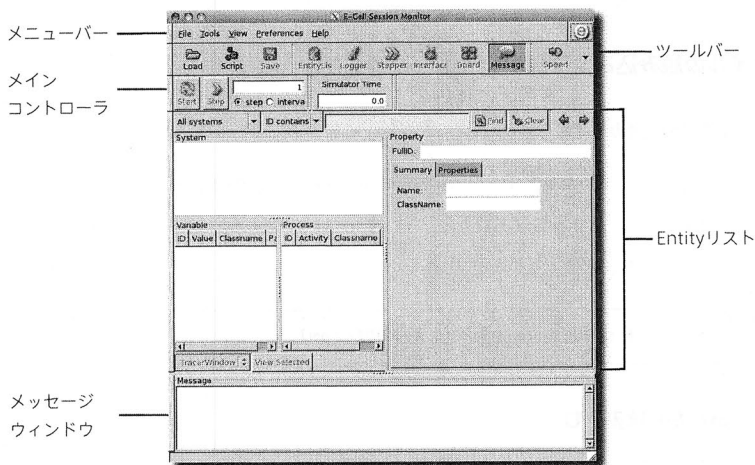 E-Cell Session Monitor
メニューバー
File Tools View Preferences Help
Load Script Save EntityLis Logger Stepper Interface Board Message Speed
ツールバー
メイン
コントローラ
Start Step
1
step interva
Simulator Time
0.0
All systems ID contains Find Clear
System
Property
FullID:
Summary Properties
Name:
ClassName:
Variable
ID Value Classname Pa
Process
ID Activity Classname
Entityリスト
TracerWindow View Selected
Message
メッセージ
ウィンドウ